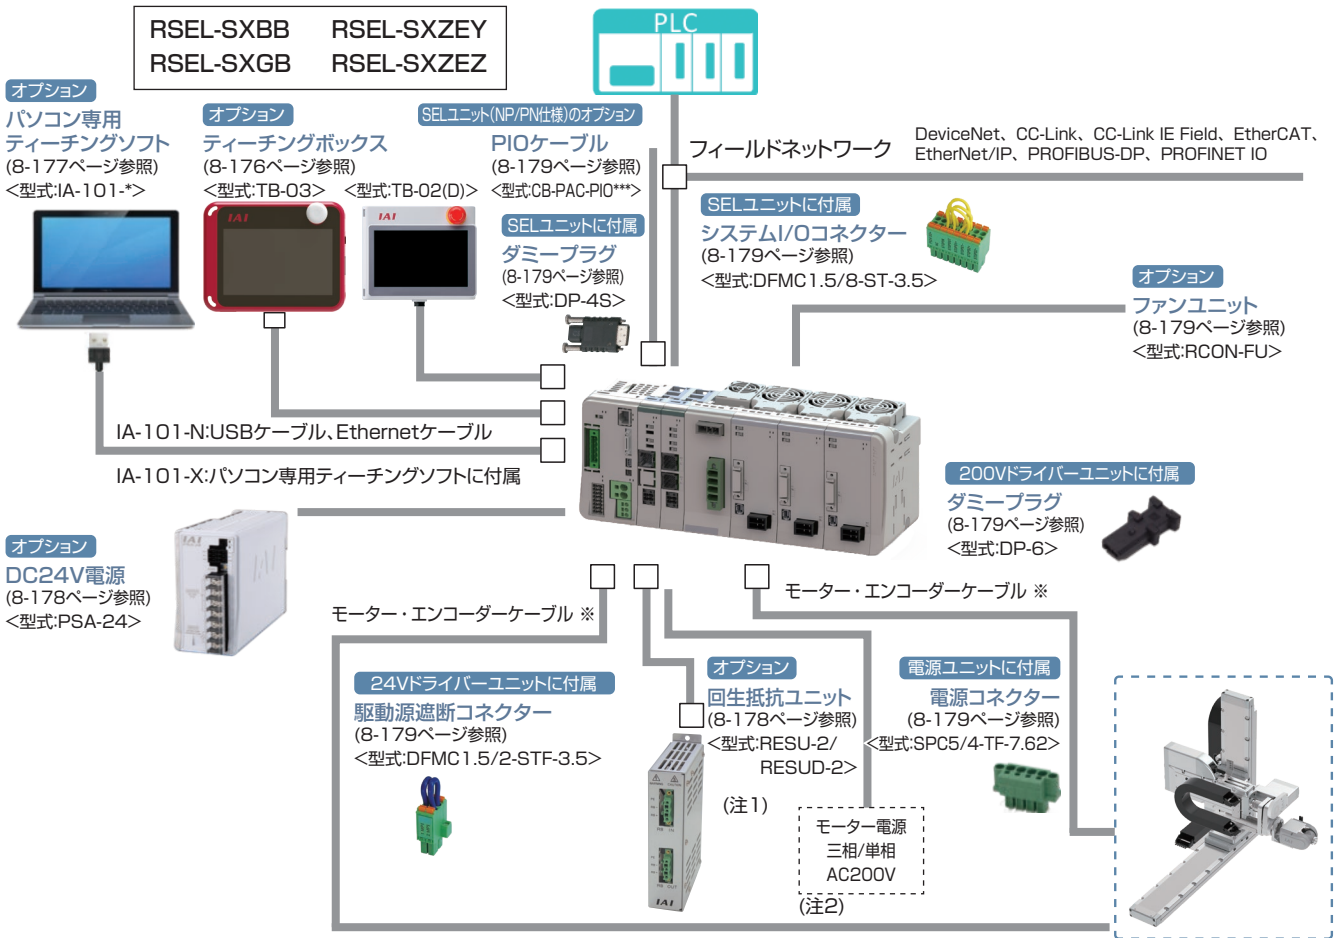 RSEL-SXBB RSEL-SXZEY
RSEL-SXGB RSEL-SXZEZ
PLC
オプション
パソコン専用
ティーチングソフト
(8-177ページ参照)
<型式:IA-101-*>
オプション
ティーチングボックス
(8-176ページ参照)
<型式:TB-03> <型式:TB-02(D)>
IAI
IAI
SELユニット(NP/PN仕様)のオプション
PIOケーブル
(8-179ページ参照)
<型式:CB-PAC-PIO***>
SELユニットに付属
ダミープラグ
(8-179ページ参照)
<型式:DP-4S>
フィールドネットワーク
DeviceNet、CC-Link、CC-Link IE Field、EtherCAT、
EtherNet/IP、PROFIBUS-DP、PROFINET IO
SELユニットに付属
システムI/Oコネクター
(8-179ページ参照)
<型式:DFMC1.5/8-ST-3.5>
オプション
ファンユニット
(8-179ページ参照)
<型式:RCON-FU>
IA-101-N:USBケーブル、Ethernetケーブル
IA-101-X:パソコン専用ティーチングソフトに付属
200Vドライバーユニットに付属
ダミープラグ
(8-179ページ参照)
<型式:DP-6>
オプション
DC24V電源
(8-178ページ参照)
<型式:PSA-24>
IAI
モーター・エンコーダーケーブル ※
モーター・エンコーダーケーブル ※
24Vドライバーユニットに付属
駆動源遮断コネクター
(8-179ページ参照)
<型式:DFMC1.5/2-STF-3.5>
オプション
回生抵抗ユニット
(8-178ページ参照)
<型式:RESU-2/
RESUD-2>
(注1)
IAI
電源ユニットに付属
電源コネクター
(8-179ページ参照)
<型式:SPC5/4-TF-7.62>
モーター電源
三相/単相
AC200V
(注2)